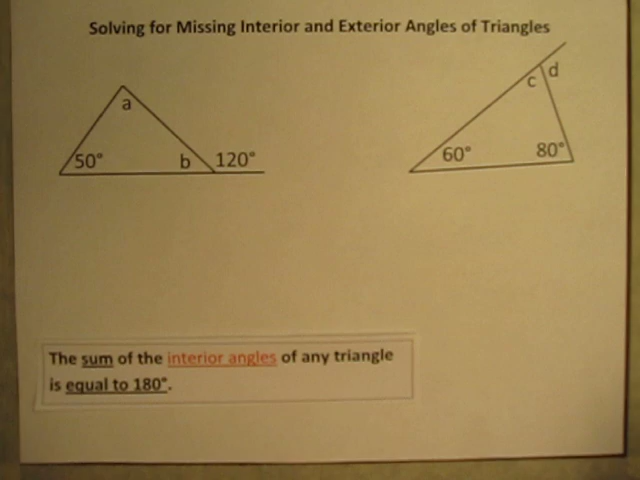 Solving for Missing Interior and Exterior Angles of Triangles
a
50°
b
120°
c
d
60°
80°
The sum of the interior angles of any triangle
is equal to 180°.